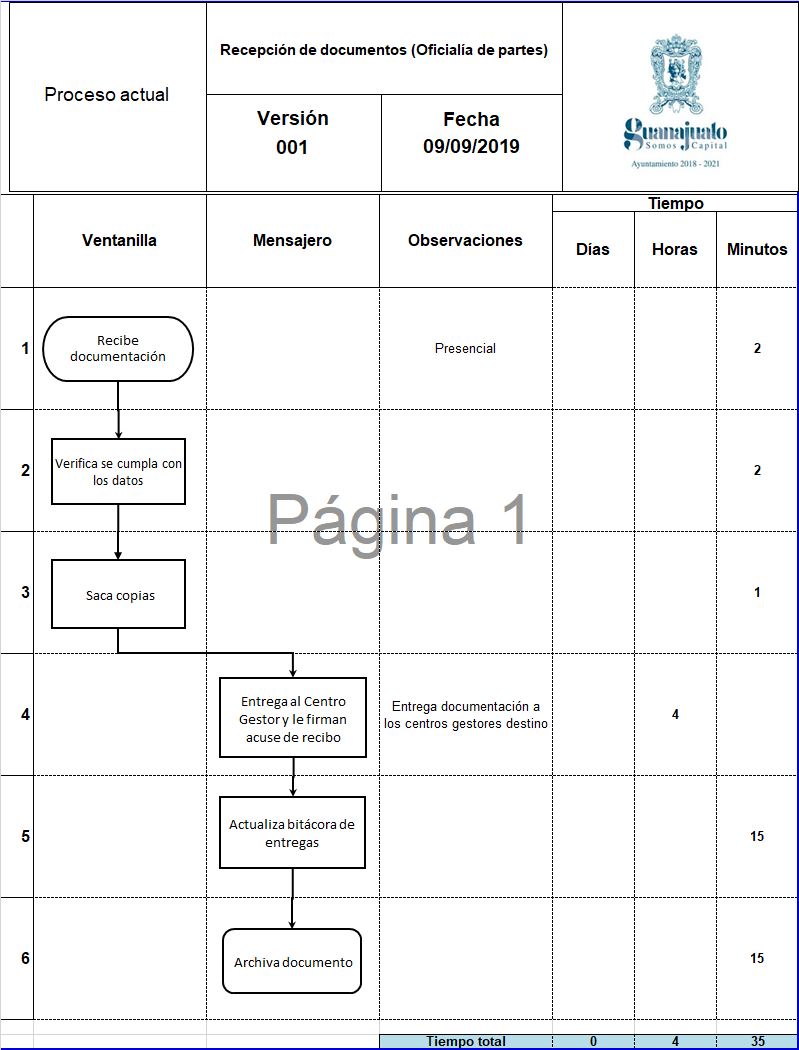 Proceso actual
Recepción de documentos (Oficialía de partes)
Versión
001
Fecha
09/09/2019
Guanajuato
Somos Capital
Ayuntamiento 2018 - 2021
Ventanilla
Mensajero
Observaciones
Tiempo
Días
Horas
Minutos
1
Recibe
documentación
Presencial
2
2
Verifica se cumpla con
los datos
2
Página 1
3
Saca copias
1
4
Entrega al Centro
Gestor y le firman
acuse de recibo
Entrega documentación a
los centros gestores destino
4
5
Actualiza bitácora de
entregas
15
6
Archiva documento
15
Tiempo total
0
4
35